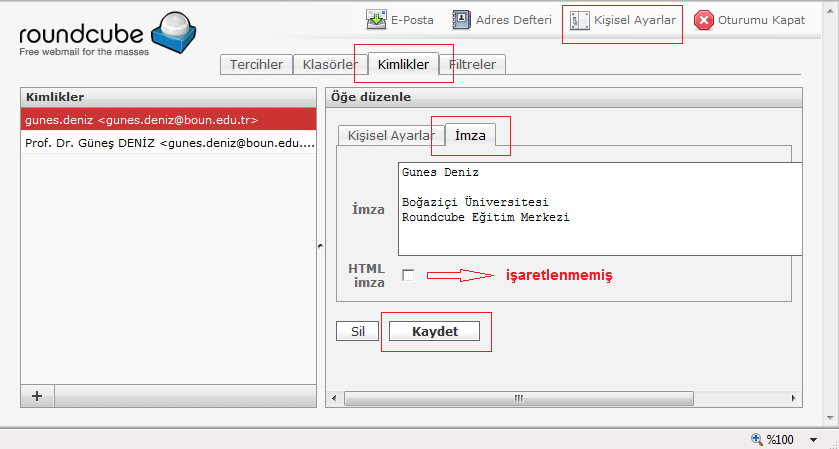 roundcube
Free webmail for the masses
E-Posta
Adres Defteri
Kişisel Ayarlar
Oturumu Kapat
Tercihler
Klasörler
Kimlikler
Filtreler
Kimlikler
gunes.deniz <gunes.deniz@boun.edu.tr>
Prof. Dr. Güneş DENİZ <gunes.deniz@boun.edu....
Öğe düzenle
Kişisel Ayarlar
İmza
İmza
Gunes Deniz
Boğaziçi Üniversitesi
Roundcube Eğitim Merkezi
HTML
imza
işaretlenmemiş
Sil
Kaydet
+
%100